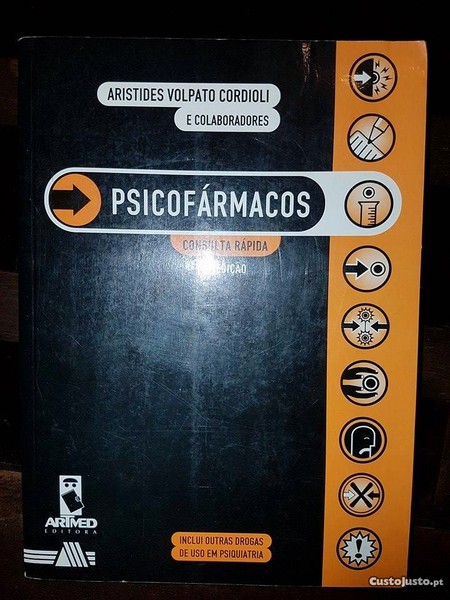 ARISTIDES VOLPATO CORDIOLI
E COLABORADORES
PSICOFÁRMACOS
CONSULTA RÁPIDA
ARTMED
EDITORA
INCLUI OUTRAS DROGAS
DE USO EM PSIQUIATRIA
CustoJusto.pt